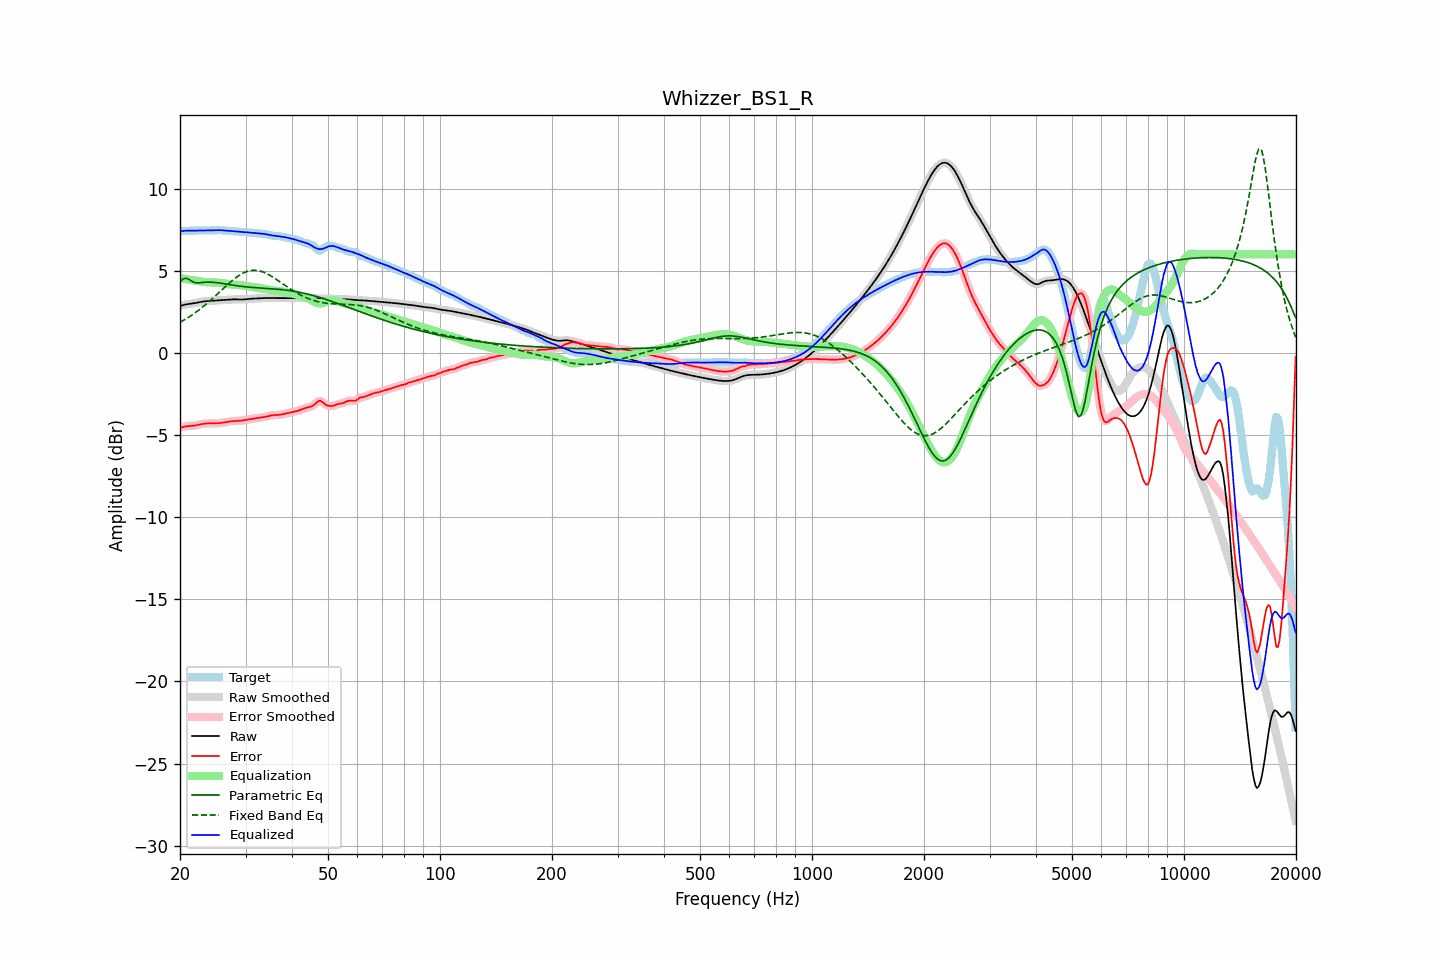 Whizzer_BS1_R
Amplitude (dBr)
10
5
0
−5
−10
−15
−20
−25
−30
Target
Raw Smoothed
Error Smoothed
Raw
Error
Equalization
Parametric Eq
Fixed Band Eq
Equalized
20 50 100 200 500 1000 2000 5000 10000 20000
Frequency (Hz)